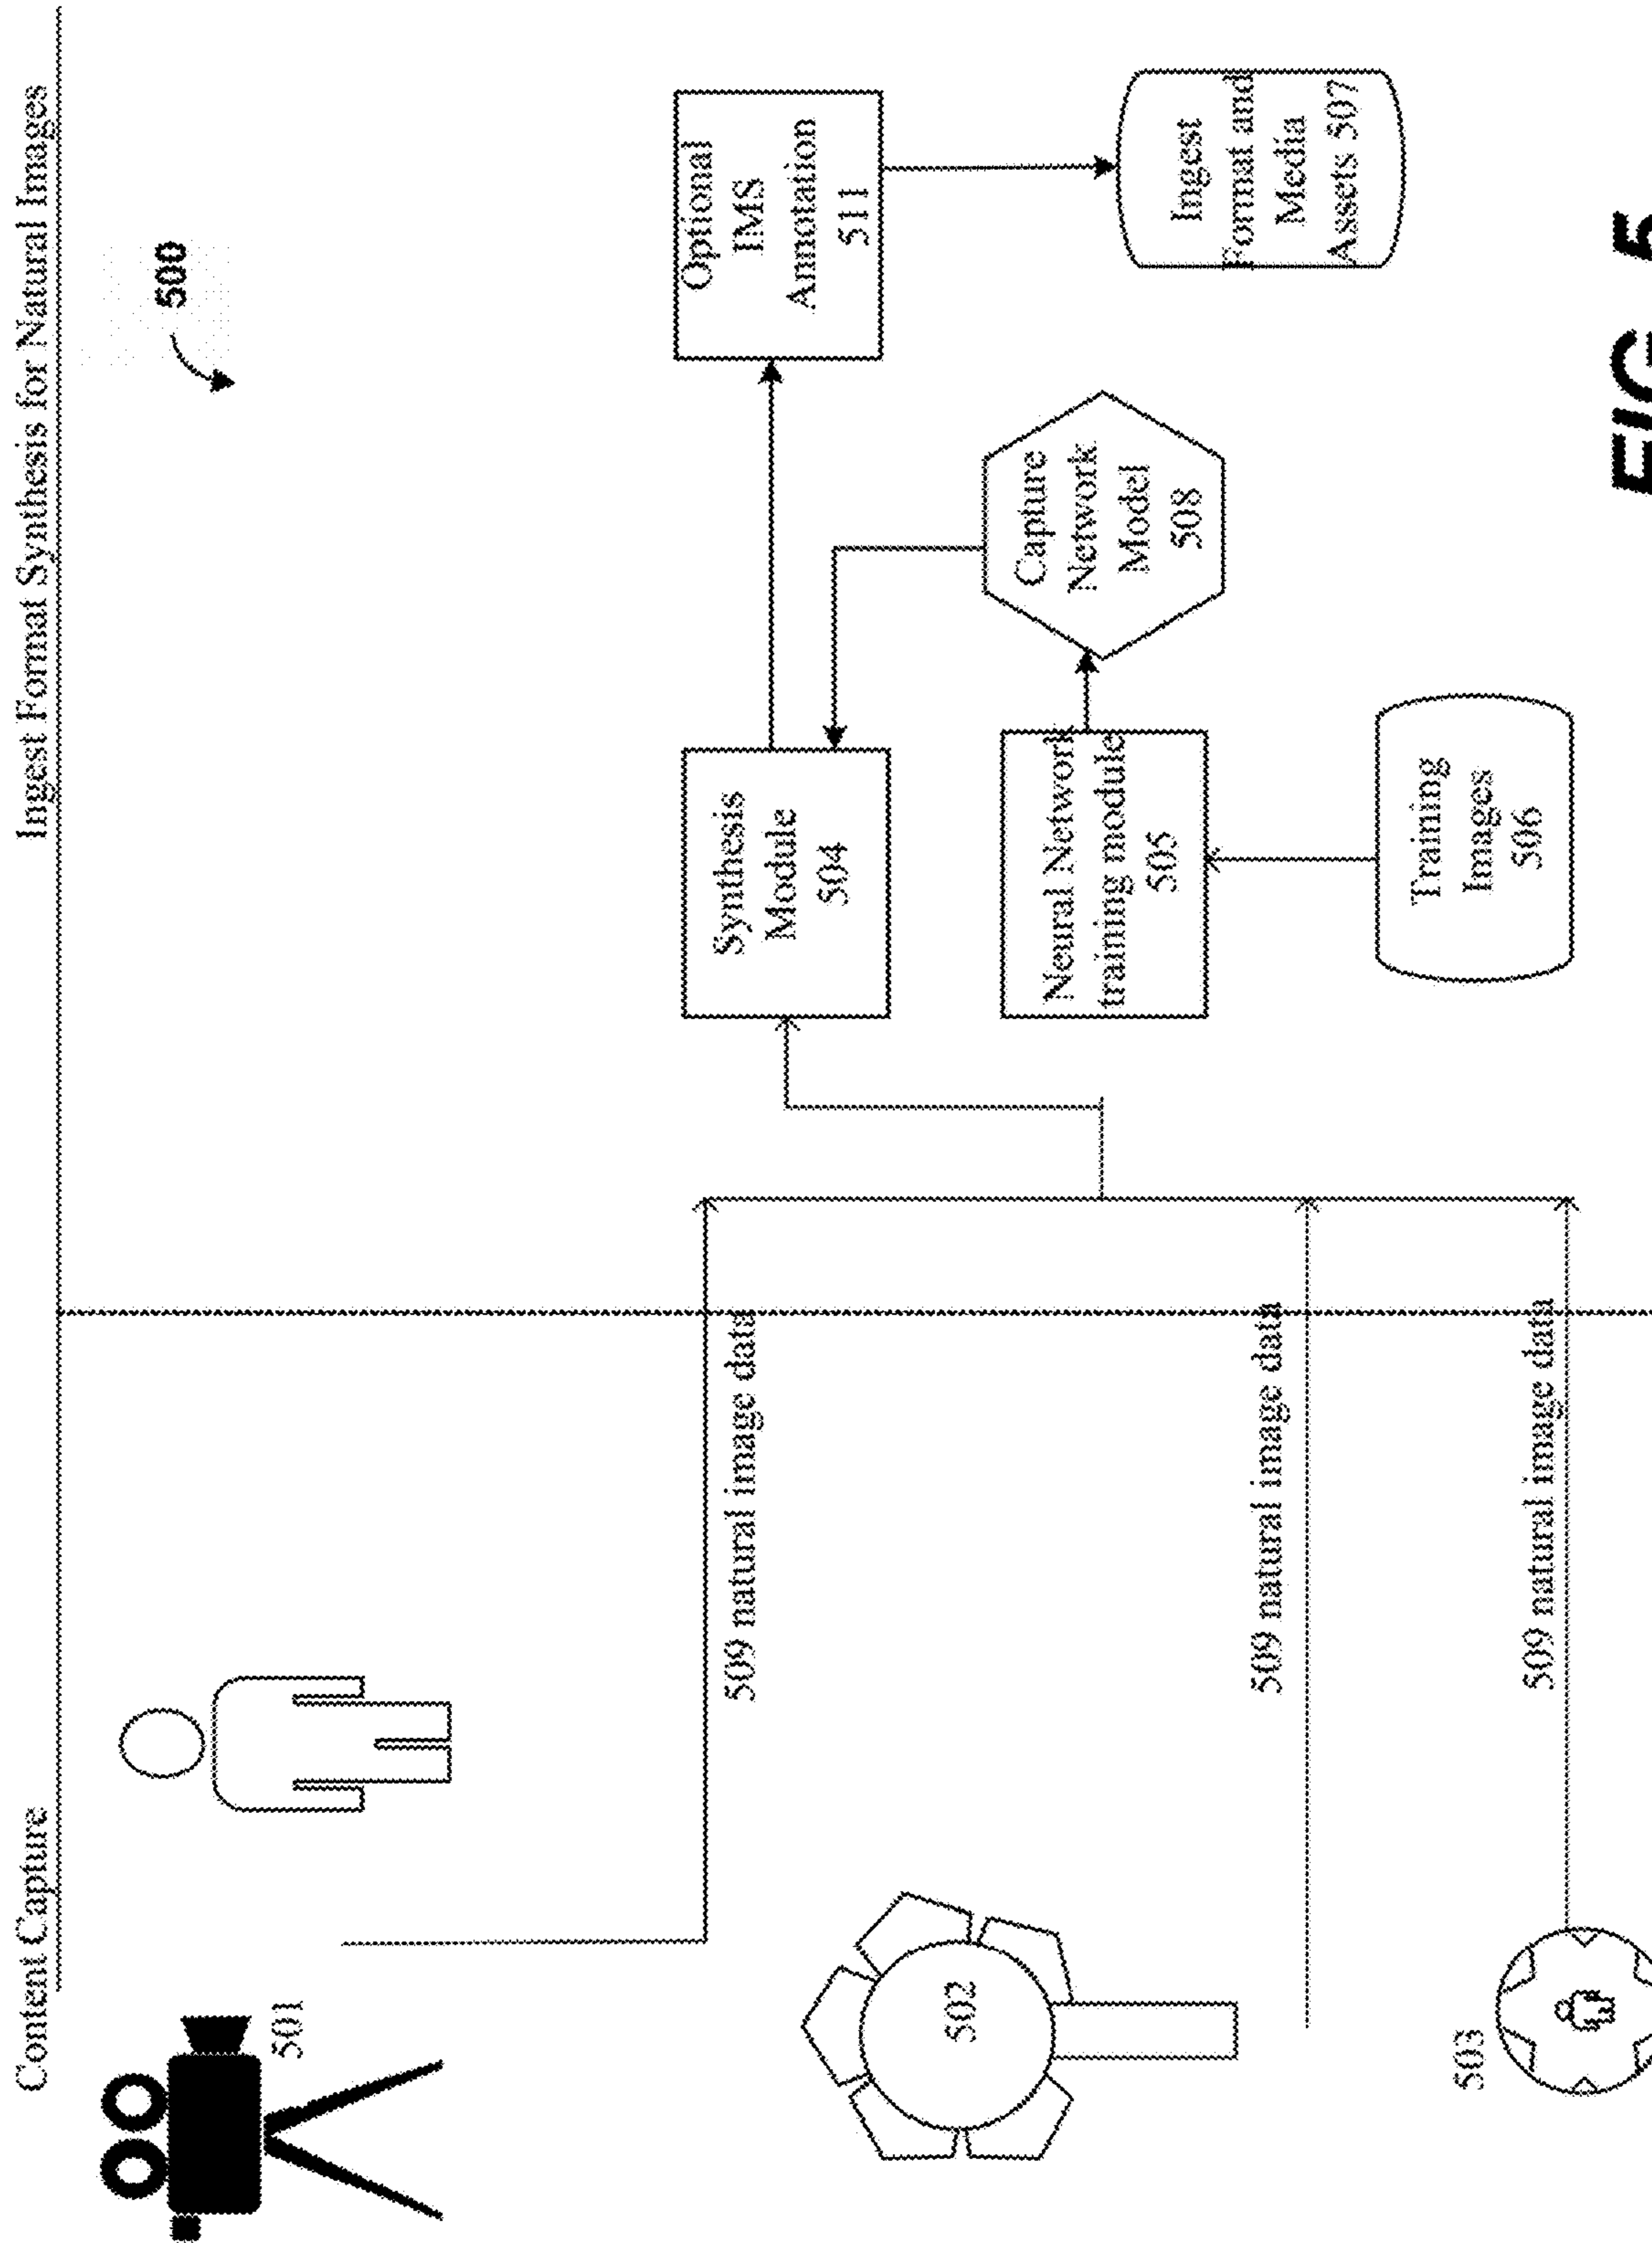 Content Capture
Ingest Format Synthesis for Natural Images
500
501
509 natural image data
502
509 natural image data
503
509 natural image data
Synthesis
Module
504
Optional
IMS
Annotation
511
Neural Network
training module
505
Capture
Network
Model
508
Training
Images
506
Ingest
Format and
Media
Assets 507
FIG. 5